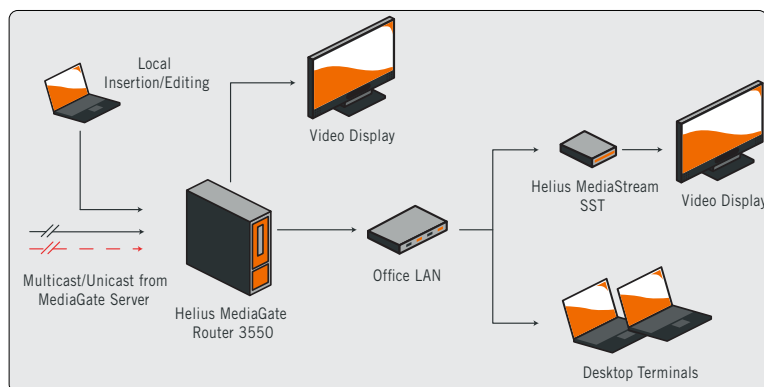 Local
Insertion/Editing
Video Display
Helius MediaStream
SST
Video Display
Office LAN
Multicast/Unicast from
MediaGate Server
Helius MediaGate
Router 3550
Desktop Terminals